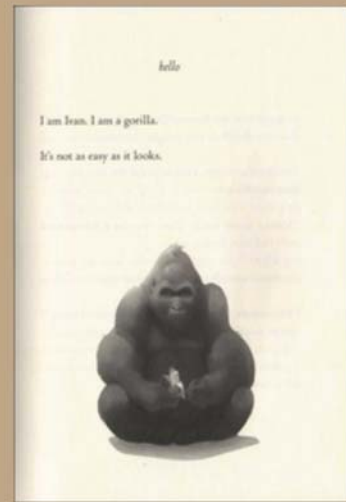 hello
I am Ivan. I am a gorilla.
It's not as easy as it looks.